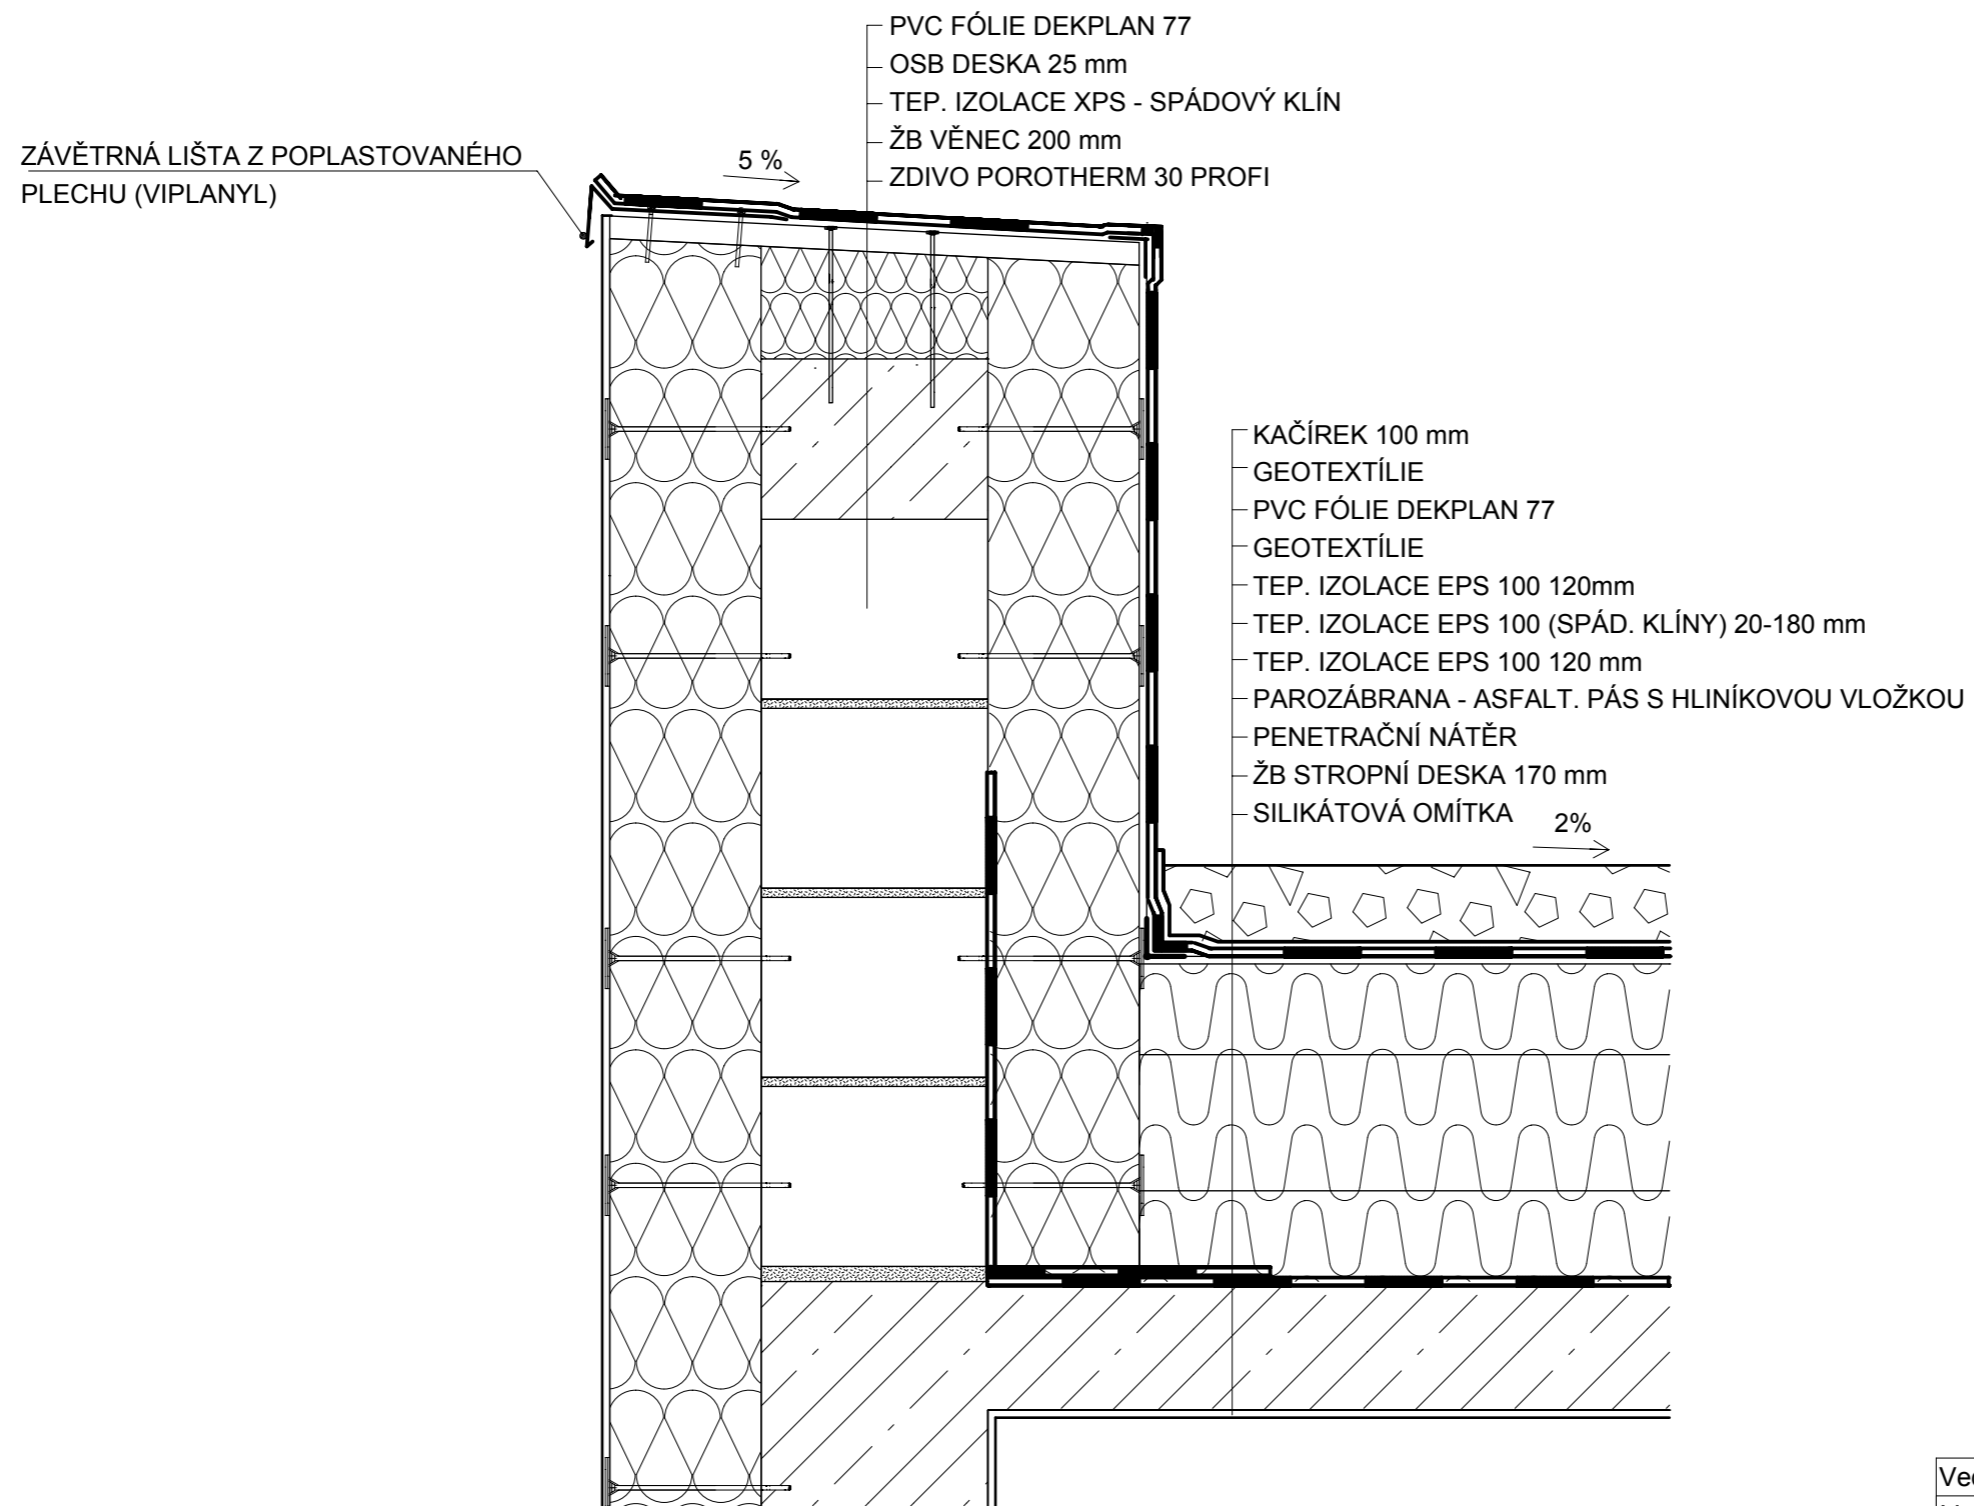 PVC FÓLIE DEKPLAN 77
OSB DESKA 25 mm
TEP. IZOLACE XPS - SPÁDOVÝ KLÍN
ŽB VĚNEC 200 mm
ZDIVO POROTHERM 30 PROFI
ZÁVĚTRNÁ LIŠTA Z POPLASTOVANÉHO
PLECHU (VIPLANYL)
5 %
KAČÍREK 100 mm
GEOTEXTÍLIE
PVC FÓLIE DEKPLAN 77
GEOTEXTÍLIE
TEP. IZOLACE EPS 100 120mm
TEP. IZOLACE EPS 100 (SPÁD. KLÍNY) 20-180 mm
TEP. IZOLACE EPS 100 120 mm
PAROZÁBRANA - ASFALT. PÁS S HLINÍKOVOU VLOŽKOU
PENETRAČNÍ NÁTĚR
ŽB STROPNÍ DESKA 170 mm
SILIKÁTOVÁ OMÍTKA
2%